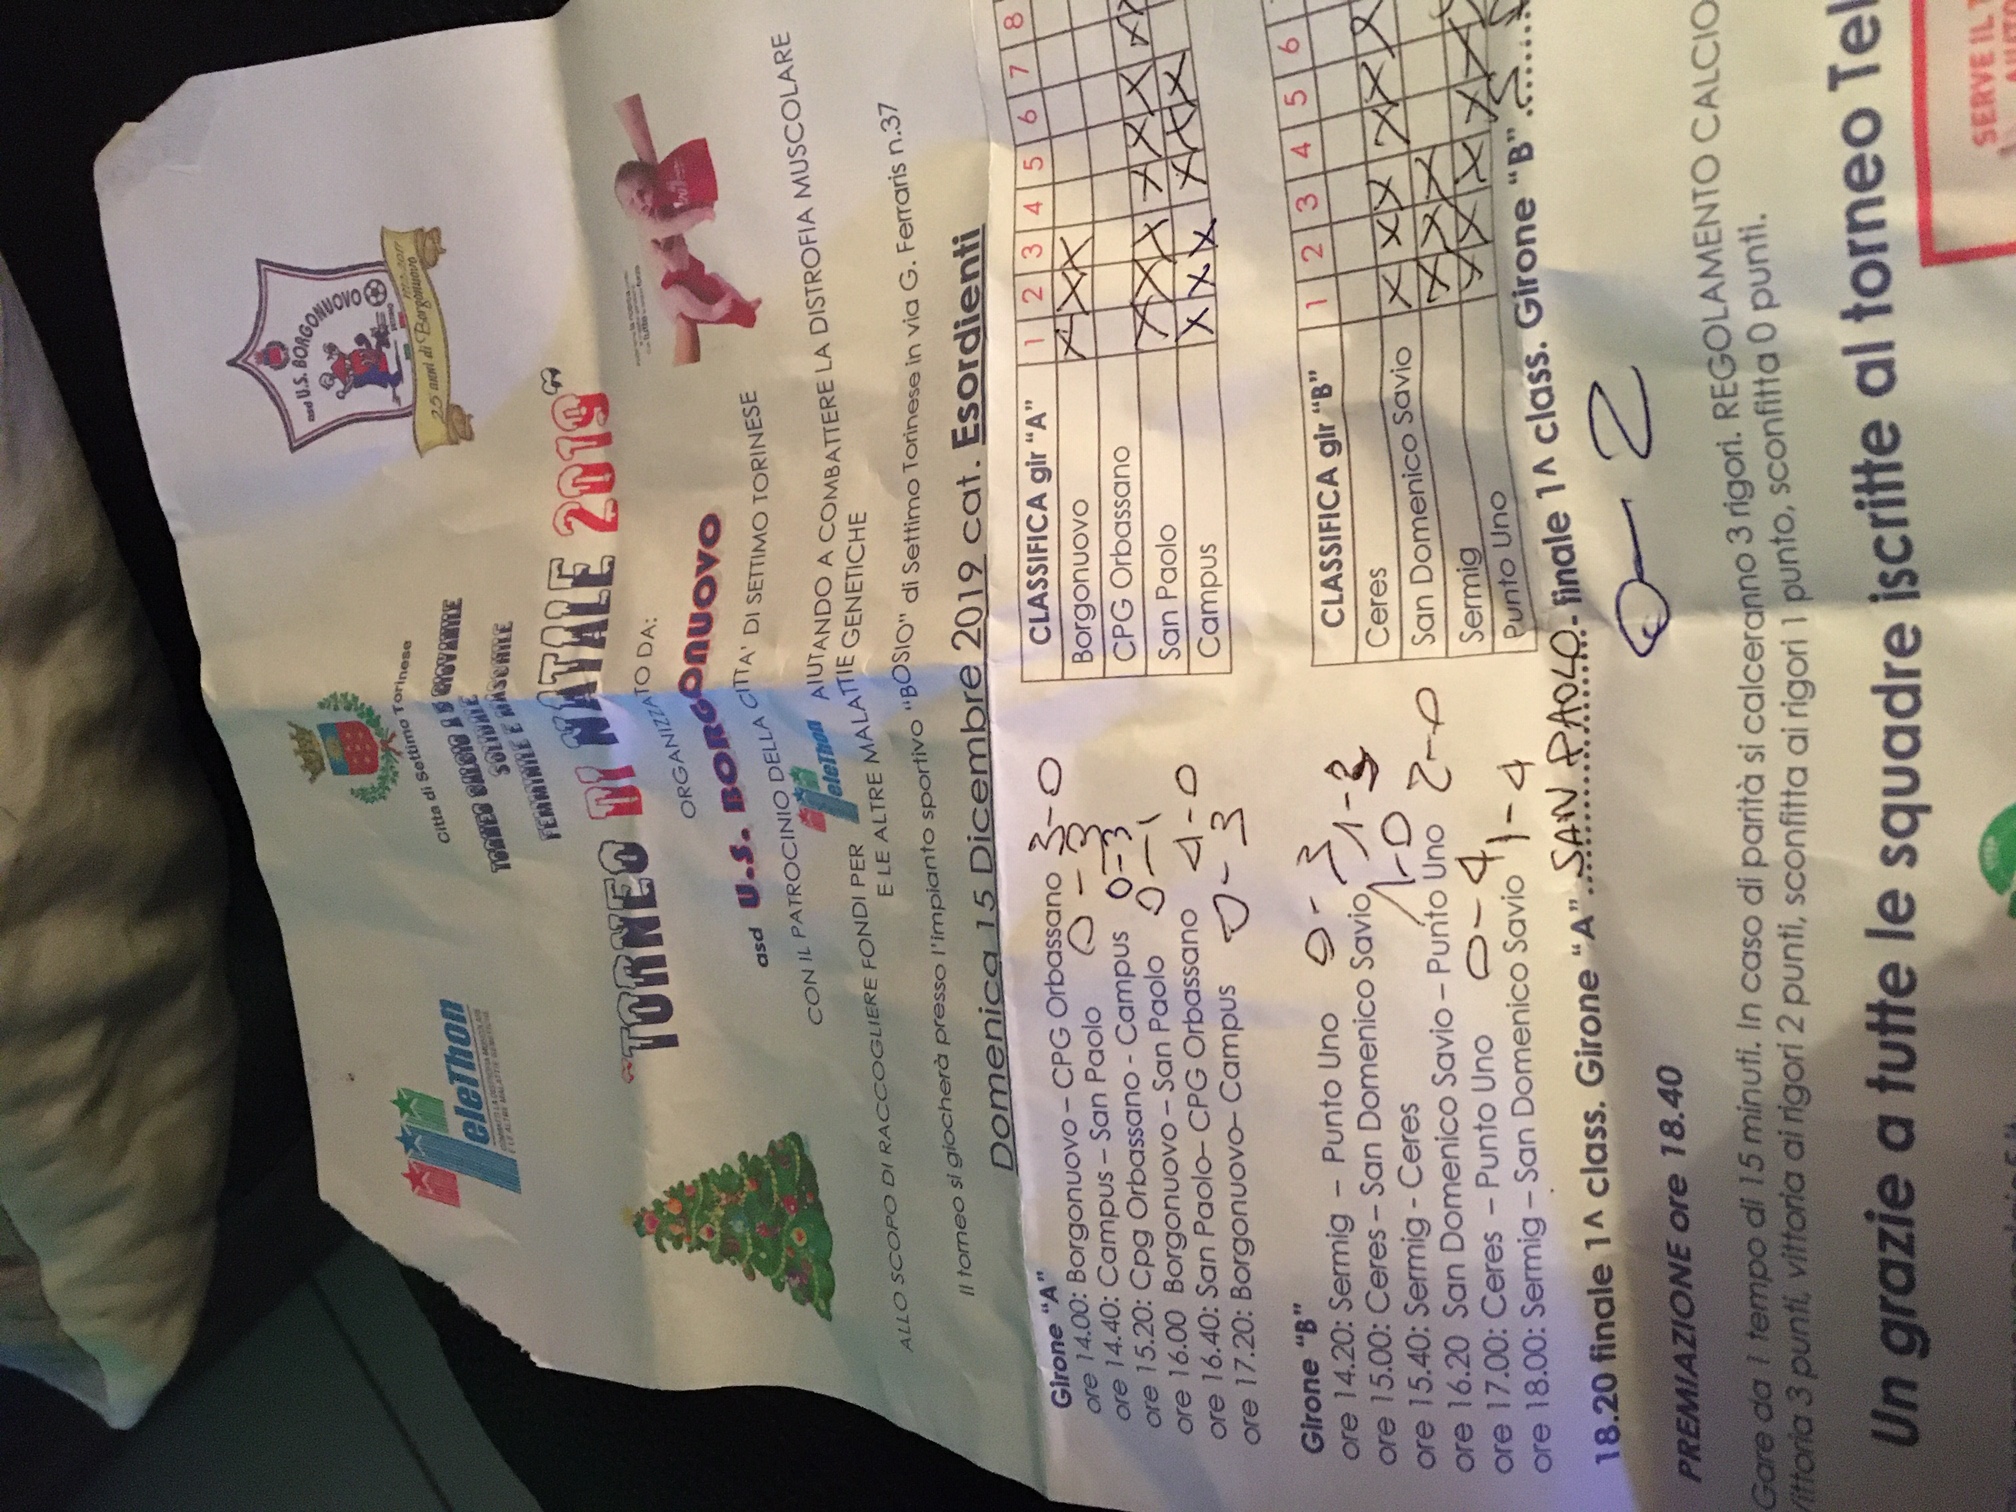 TeleThon
Città di Settimo Torinese
asd U.S. BORGONUOVO
25 anni di Borgonuovo
FEMMINILE E MASCHILE
"TORNEO DI NATALE 2019"
ORGANIZZATO DA:
asd U.S. BORGONUOVO
CON IL PATROCINIO DELLA CITTA' DI SETTIMO TORINESE
ALLO SCOPO DI RACCOGLIERE FONDI PER TeleThon AIUTANDO A COMBATTERE LA DISTROFIA MUSCOLARE
E LE ALTRE MALATTIE GENETICHE
Il torneo si giocherà presso l'impianto sportivo "BOSIO" di Settimo Torinese in via G. Ferraris n.37
Domenica 15 Dicembre 2019 cat. Esordienti
Girone "A"
ore 14.00: Borgonuovo – CPG Orbassano 3-0
ore 14.40: Campus – San Paolo 0-3
ore 15.20: Cpg Orbassano - Campus 0-3
ore 16.00 Borgonuovo – San Paolo 0-1
ore 16.40: San Paolo– CPG Orbassano 4-0
ore 17.20: Borgonuovo– Campus 0-3
CLASSIFICA gir "A" 1 2 3 4 5 6 7 8
Borgonuovo X X X
CPG Orbassano
San Paolo X X X X X X X
Campus X X X X X X
Girone "B"
ore 14.20: Sermig – Punto Uno 0-3
ore 15.00: Ceres – San Domenico Savio 1-3
ore 15.40: Sermig - Ceres 1-0
ore 16.20 San Domenico Savio – Punto Uno 2-0
ore 17.00: Ceres – Punto Uno 0-4
ore 18.00: Sermig – San Domenico Savio 1-4
CLASSIFICA gir "B" 1 2 3 4 5 6
Ceres
San Domenico Savio X X X X X X
Sermig X X X
Punto Uno X X X X X X
18.20 finale 1^ class. Girone "A" SAN PAOLO - finale 1^ class. Girone "B"
0-2
PREMIAZIONE ore 18.40
Gare da 1 tempo di 15 minuti. In caso di parità si calceranno 3 rigori. REGOLAMENTO CALCIO
vittoria 3 punti, vittoria ai rigori 2 punti, sconfitta ai rigori 1 punto, sconfitta 0 punti.
Un grazie a tutte le squadre iscritte al torneo Tel
SERVE IL